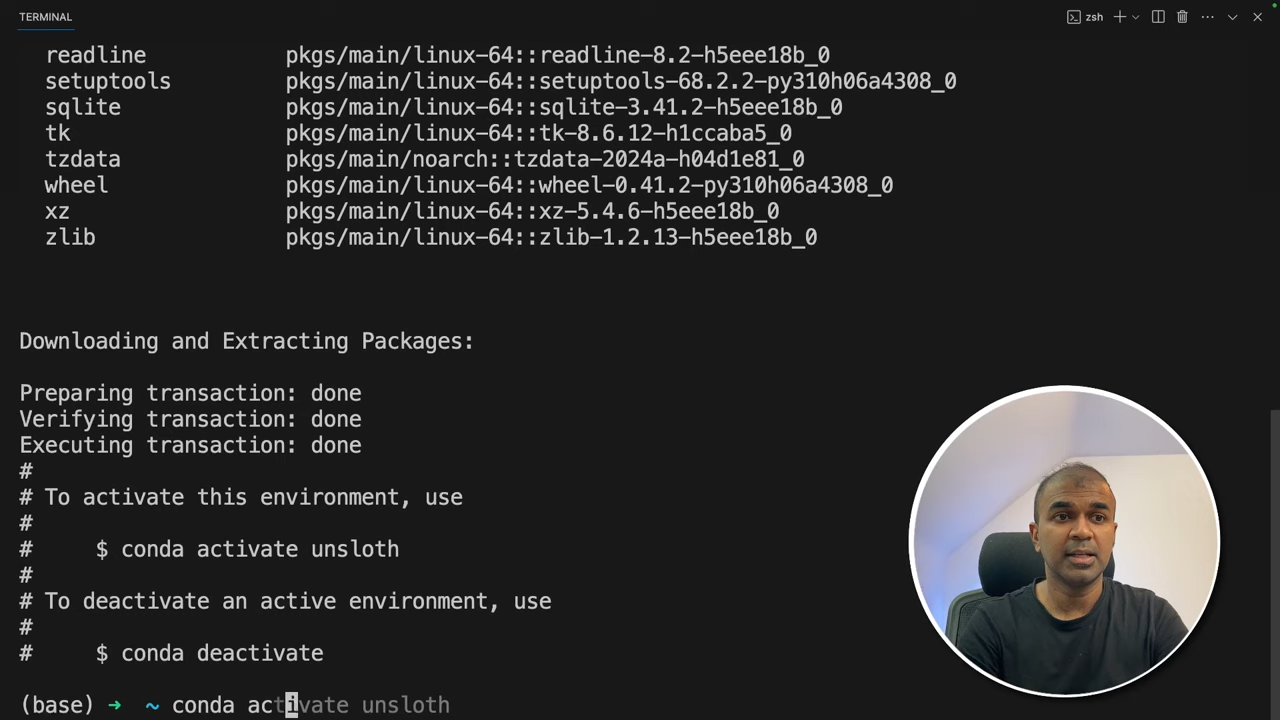 TERMINAL
zsh
readline pkgs/main/linux-64::readline-8.2-h5eee18b_0
setuptools pkgs/main/linux-64::setuptools-68.2.2-py310h06a4308_0
sqlite pkgs/main/linux-64::sqlite-3.41.2-h5eee18b_0
tk pkgs/main/linux-64::tk-8.6.12-h1ccaba5_0
tzdata pkgs/main/noarch::tzdata-2024a-h04d1e81_0
wheel pkgs/main/linux-64::wheel-0.41.2-py310h06a4308_0
xz pkgs/main/linux-64::xz-5.4.6-h5eee18b_0
zlib pkgs/main/linux-64::zlib-1.2.13-h5eee18b_0
Downloading and Extracting Packages:
Preparing transaction: done
Verifying transaction: done
Executing transaction: done
#
# To activate this environment, use
#
# $ conda activate unsloth
#
# To deactivate an active environment, use
#
# $ conda deactivate
(base) ➜ ~ conda activate unsloth